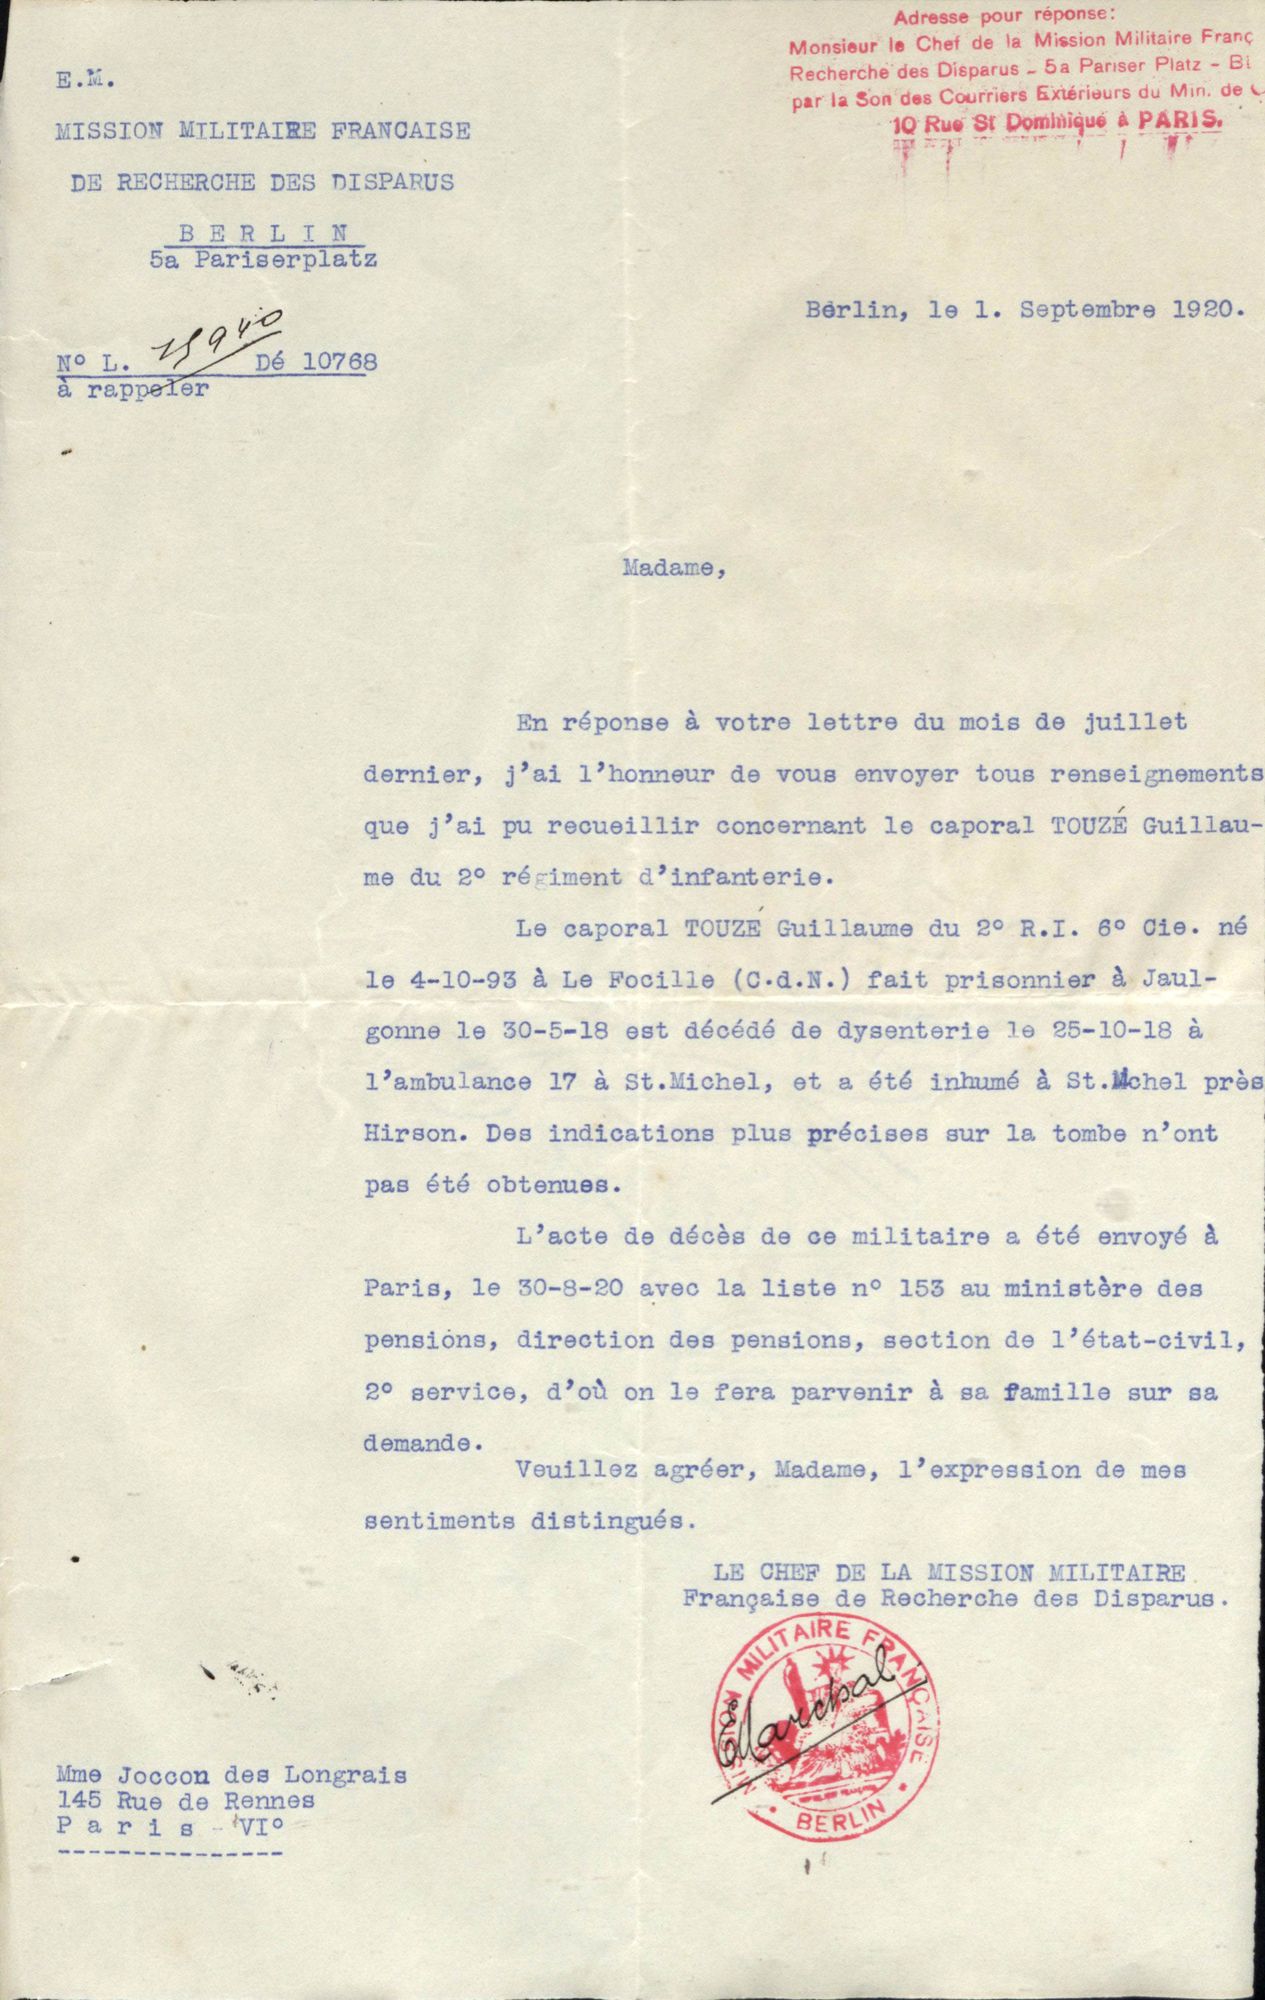 Adresse pour réponse:
Monsieur le Chef de la Mission Militaire Franç
Recherche des Disparus - 5a Pariser Platz -
par la Son des Courriers Extérieurs du Min. de
10 Rue St Dominique à PARIS.
E.M.
MISSION MILITAIRE FRANCAISE
DE RECHERCHE DES DISPARUS
B E R L I N
5a Pariserplatz
Berlin, le 1. Septembre 1920.
N° L. 15940 Dé 10768
à rappeler
Madame,
En réponse à votre lettre du mois de juillet
dernier, j'ai l'honneur de vous envoyer tous renseignements
que j'ai pu recueillir concernant le caporal TOUZÉ Guillau-
me du 2° régiment d'infanterie.
Le caporal TOUZÉ Guillaume du 2° R.I. 6° Cie. né
le 4-10-93 à Le Focille (C.d.N.) fait prisonnier à Jaul-
gonne le 30-5-18 est décédé de dysenterie le 25-10-18 à
l'ambulance 17 à St.Michel, et a été inhumé à St.Mchel près
Hirson. Des indications plus précises sur la tombe n'ont
pas été obtenues.
L'acte de décès de ce militaire a été envoyé à
Paris, le 30-8-20 avec la liste n° 153 au ministère des
pensions, direction des pensions, section de l'état-civil,
2° service, d'où on le fera parvenir à sa famille sur sa
demande.
Veuillez agréer, Madame, l'expression de mes
sentiments distingués.
LE CHEF DE LA MISSION MILITAIRE
Française de Recherche des Disparus.
MISSION MILITAIRE FRANÇAISE
BERLIN
EMarchal
Mme Joccon des Longrais
145 Rue de Rennes
P a r i s - VI°